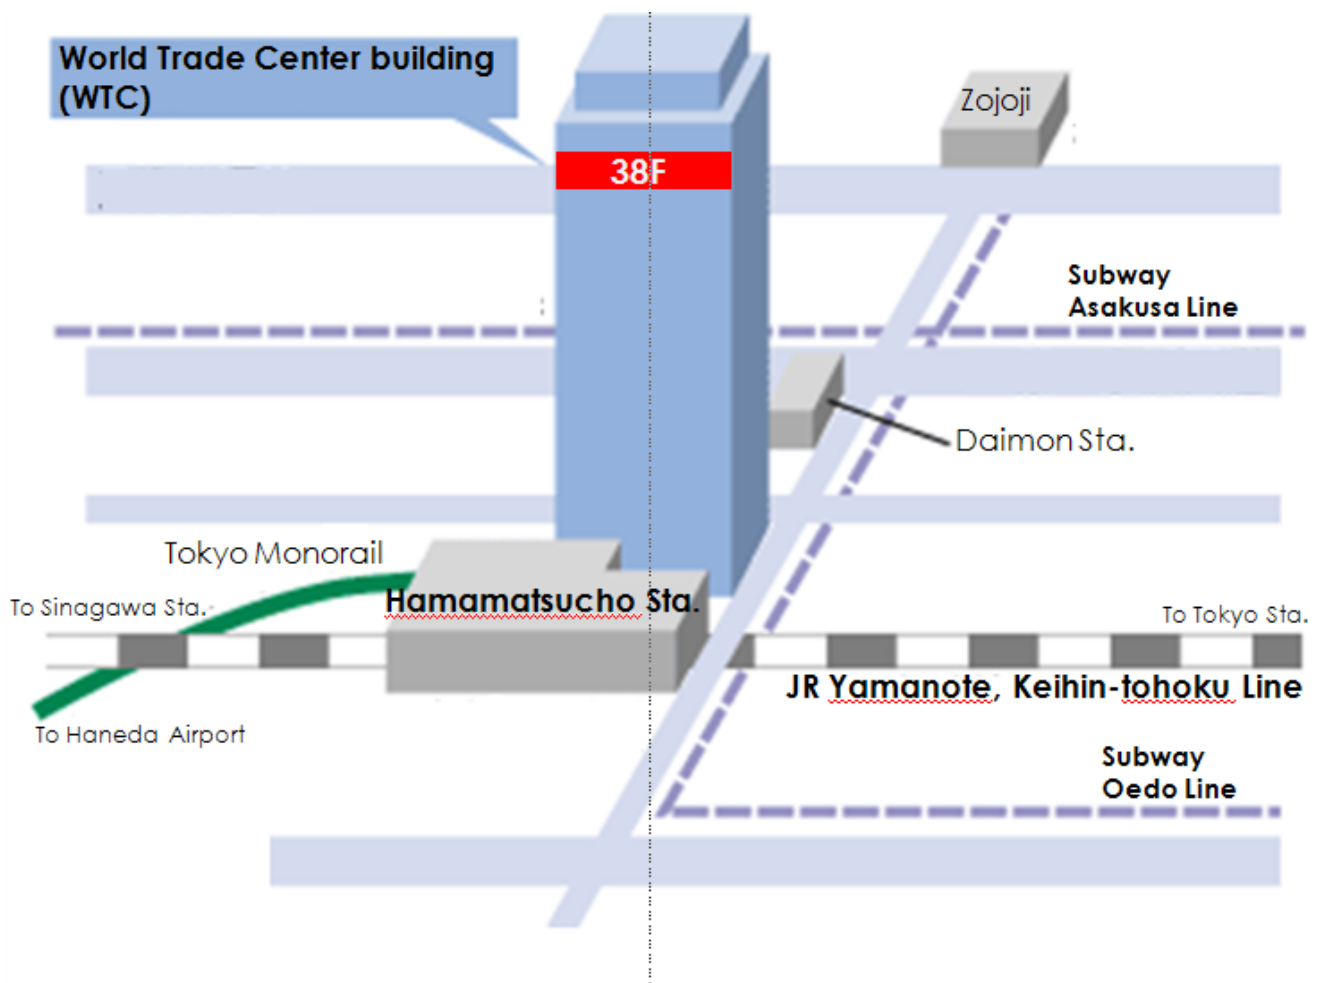 World Trade Center building
(WTC)
Zojoji
38F
Subway
Asakusa Line
Daimon Sta.
Tokyo Monorail
Hamamatsucho Sta.
To Sinagawa Sta.
To Tokyo Sta.
JR Yamanote, Keihin-tohoku Line
To Haneda Airport
Subway
Oedo Line